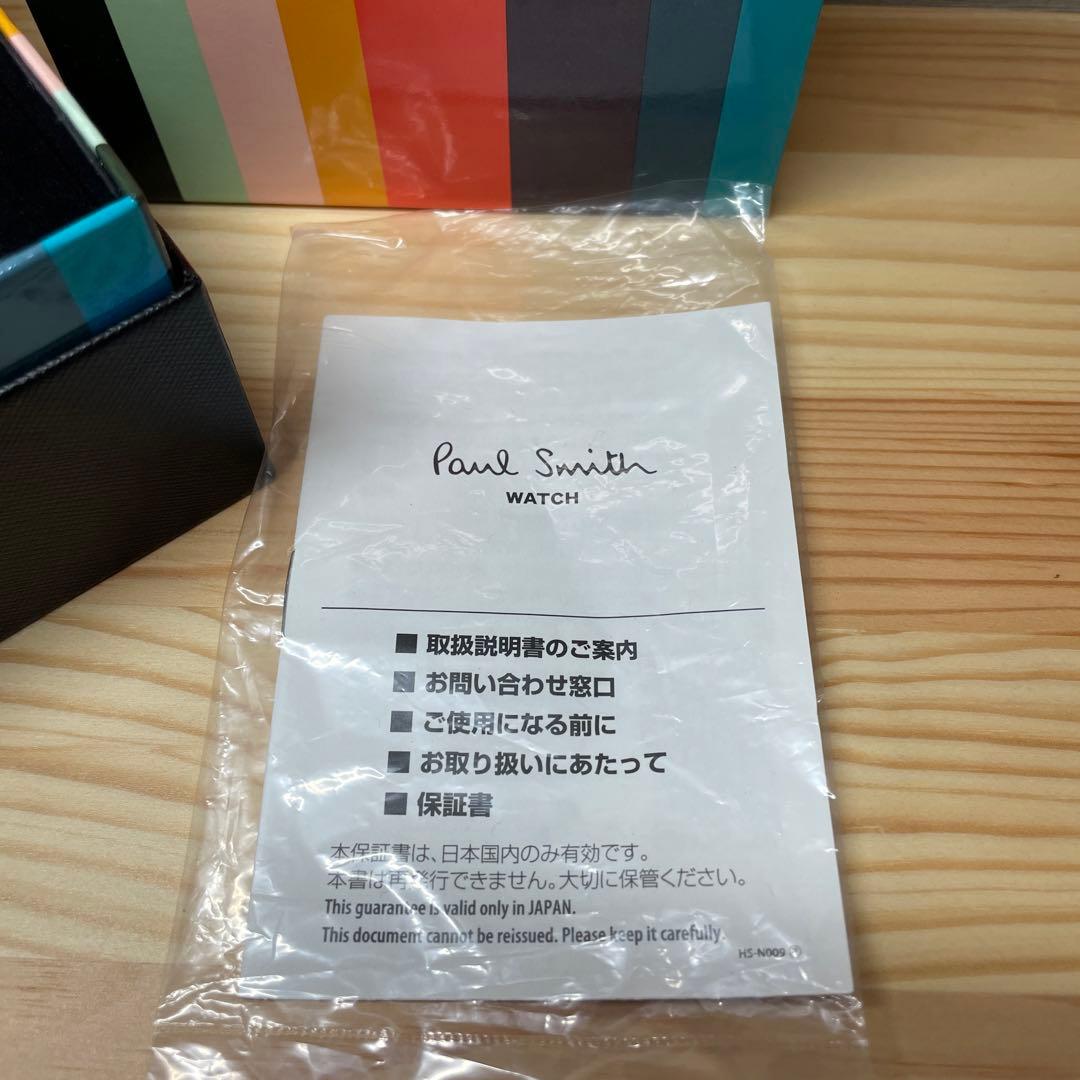 Paul Smith
WATCH
■ 取扱説明書のご案内
■ お問い合わせ窓口
■ ご使用になる前に
■ お取り扱いにあたって
■ 保証書
本保証書は、日本国内のみ有効です。
本書は再発行できません。大切に保管ください。
This guarantee is valid only in JAPAN.
This document cannot be reissued. Please keep it carefully.
HS-N009